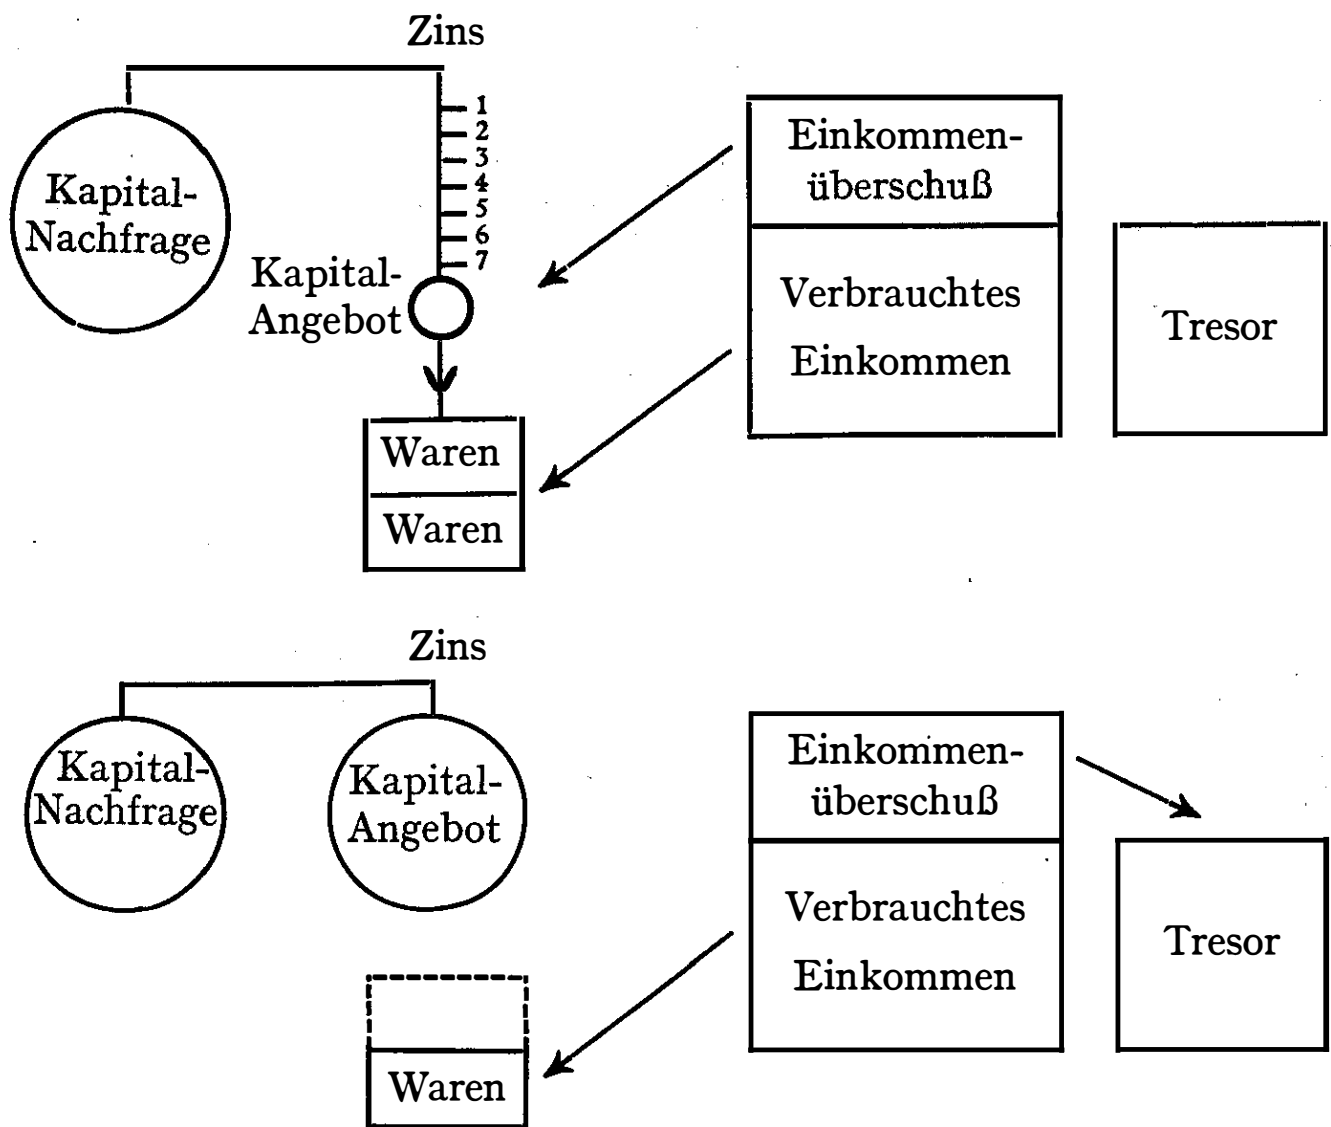 Zins
1
2
3
4
5
6
7
Kapital-
Nachfrage
Kapital-
Angebot
Waren
Waren
Einkommen-
überschuß
Verbrauchtes
Einkommen
Tresor
Zins
Kapital-
Nachfrage
Kapital-
Angebot
Waren
Einkommen-
überschuß
Verbrauchtes
Einkommen
Tresor